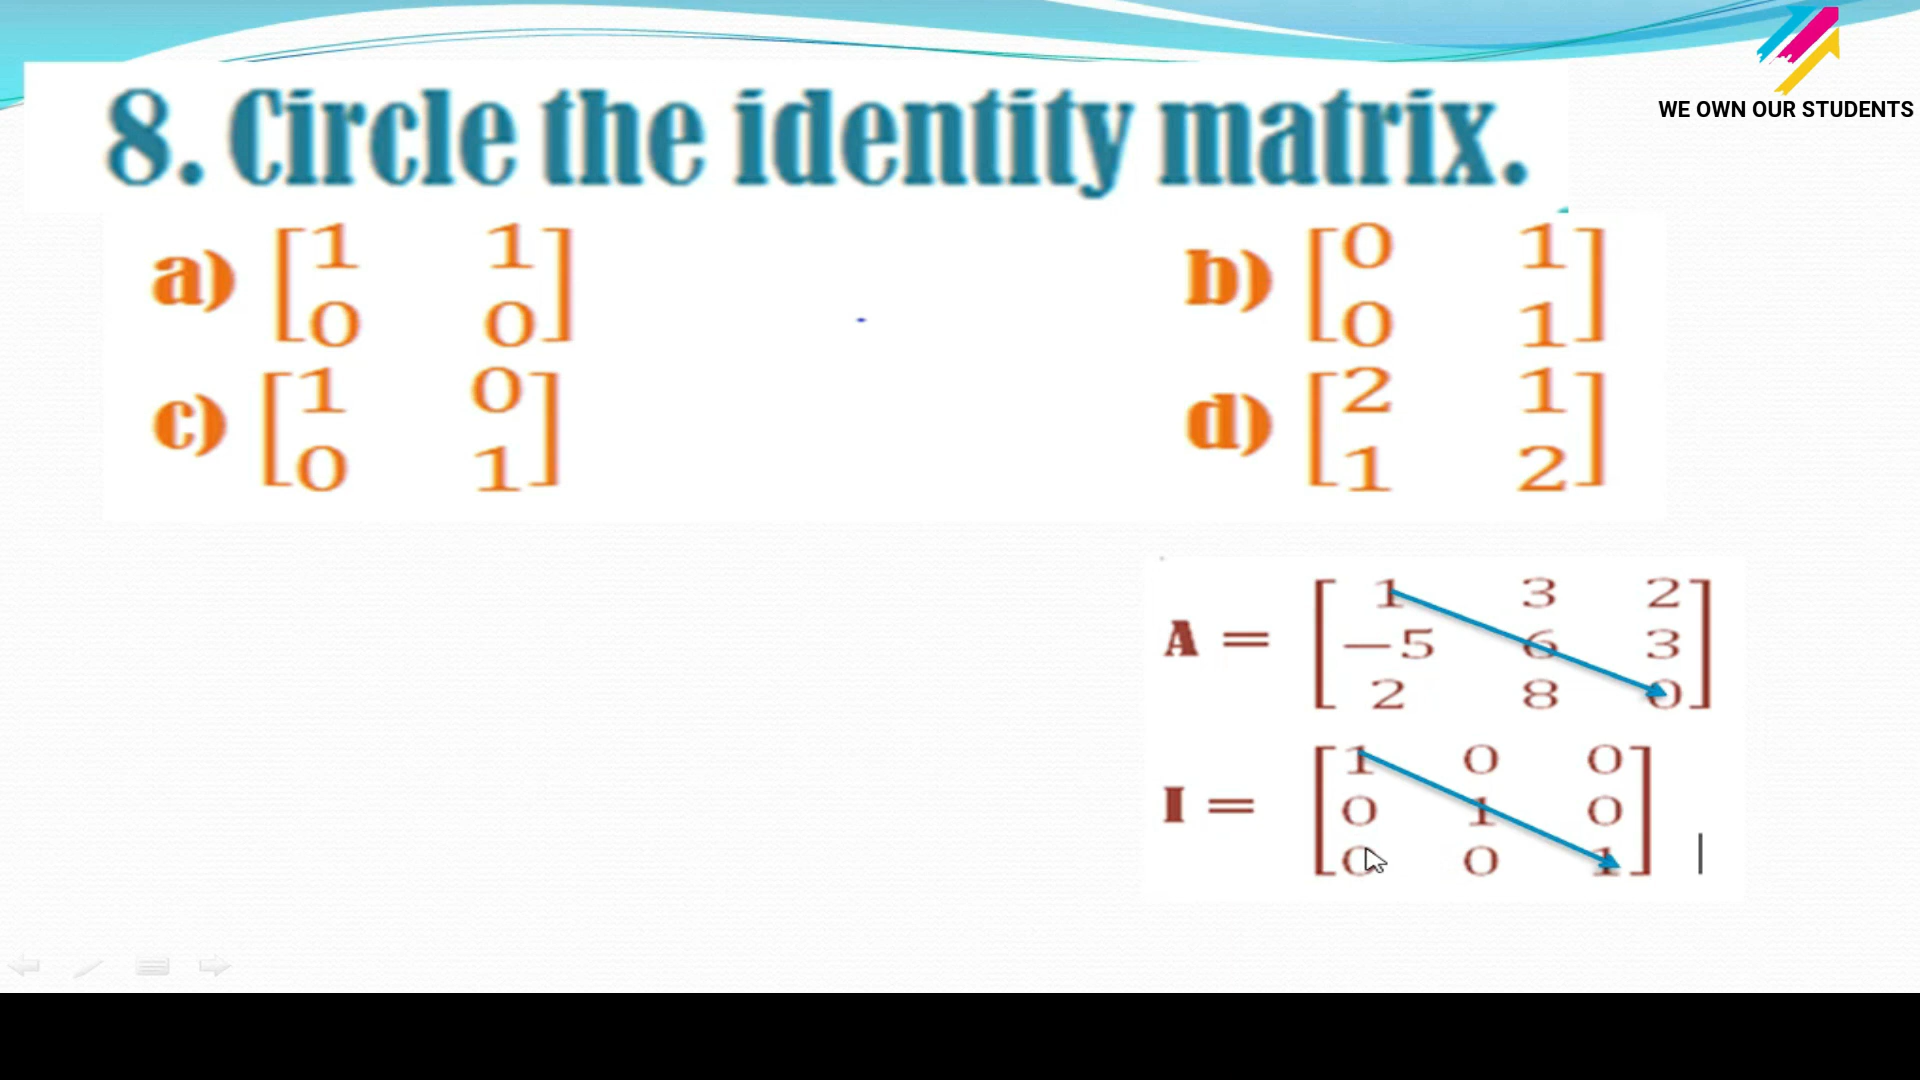 WE OWN OUR STUDENTS
8. Circle the identity matrix.
a) [1 1
0 0]
b) [0 1
0 1]
c) [1 0
0 1]
d) [2 1
1 2]
A = [1 3 2
−5 6 3
2 8 0]
I = [1 0 0
0 1 0
0 0 1]